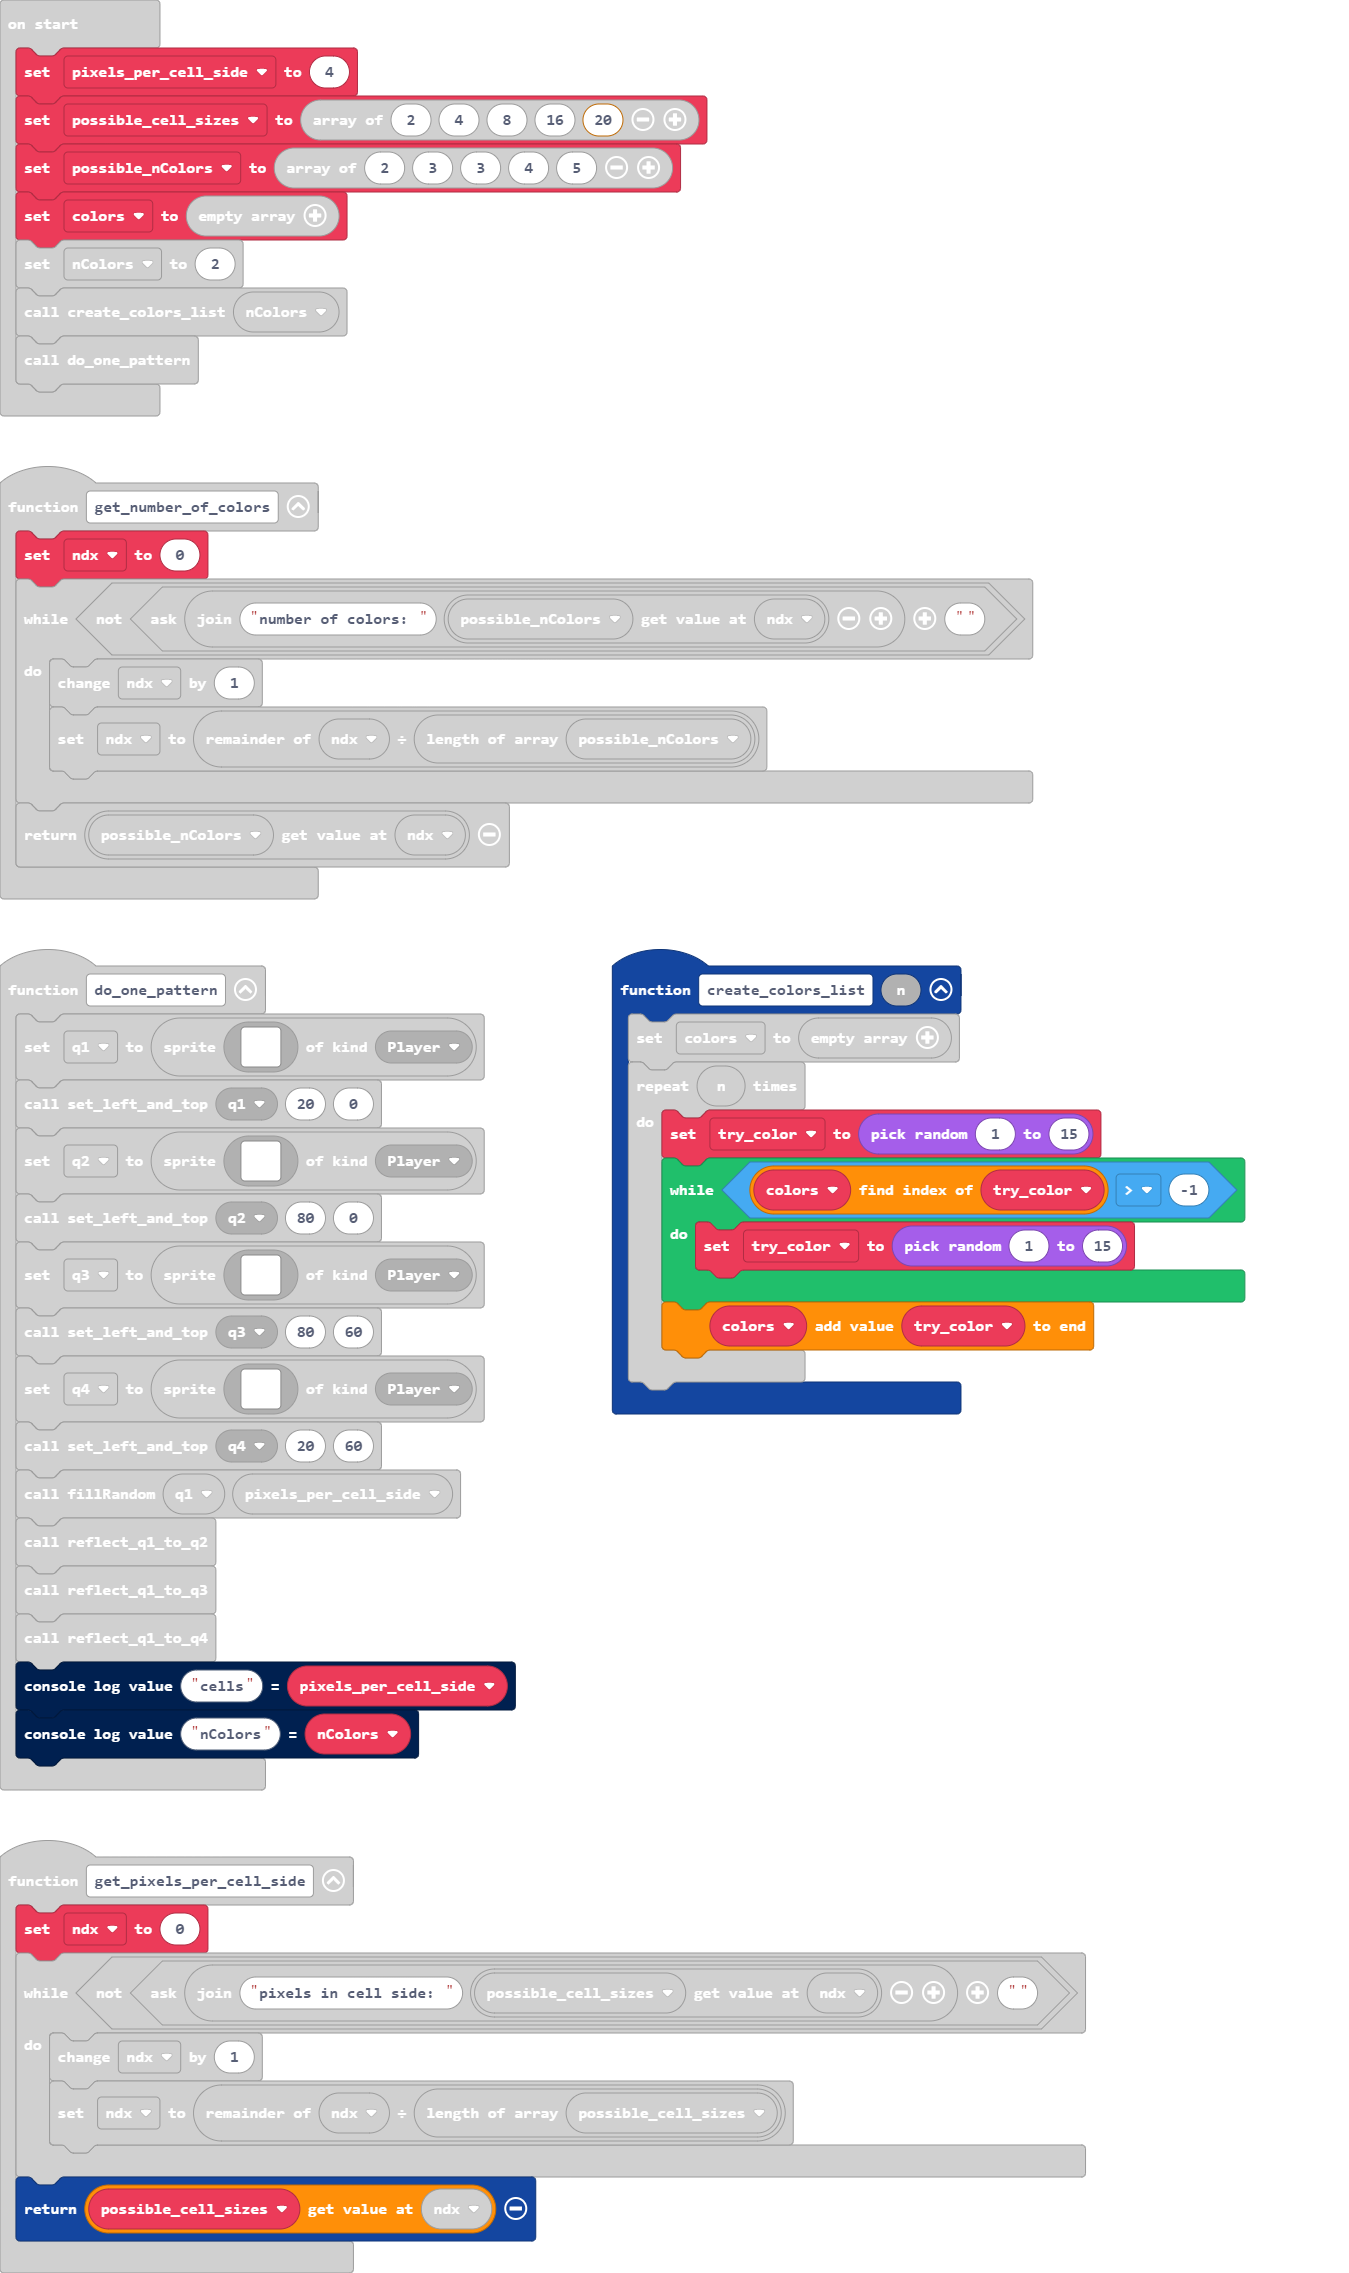 on start
set pixels_per_cell_side to 4
set possible_cell_sizes to array of 2 4 8 16 20
set possible_nColors to array of 2 3 3 4 5
set colors to empty array
set nColors to 2
call create_colors_list nColors
call do_one_pattern
function get_number_of_colors
set ndx to 0
while not ask join "number of colors: " possible_nColors get value at ndx " "
do
change ndx by 1
set ndx to remainder of ndx ÷ length of array possible_nColors
return possible_nColors get value at ndx
function do_one_pattern
set q1 to sprite of kind Player
call set_left_and_top q1 20 0
set q2 to sprite of kind Player
call set_left_and_top q2 80 0
set q3 to sprite of kind Player
call set_left_and_top q3 80 60
set q4 to sprite of kind Player
call set_left_and_top q4 20 60
call fillRandom q1 pixels_per_cell_side
call reflect_q1_to_q2
call reflect_q1_to_q3
call reflect_q1_to_q4
console log value "cells" = pixels_per_cell_side
console log value "nColors" = nColors
function create_colors_list n
set colors to empty array
repeat n times
do
set try_color to pick random 1 to 15
while colors find index of try_color > -1
do
set try_color to pick random 1 to 15
colors add value try_color to end
function get_pixels_per_cell_side
set ndx to 0
while not ask join "pixels in cell side: " possible_cell_sizes get value at ndx " "
do
change ndx by 1
set ndx to remainder of ndx ÷ length of array possible_cell_sizes
return possible_cell_sizes get value at ndx